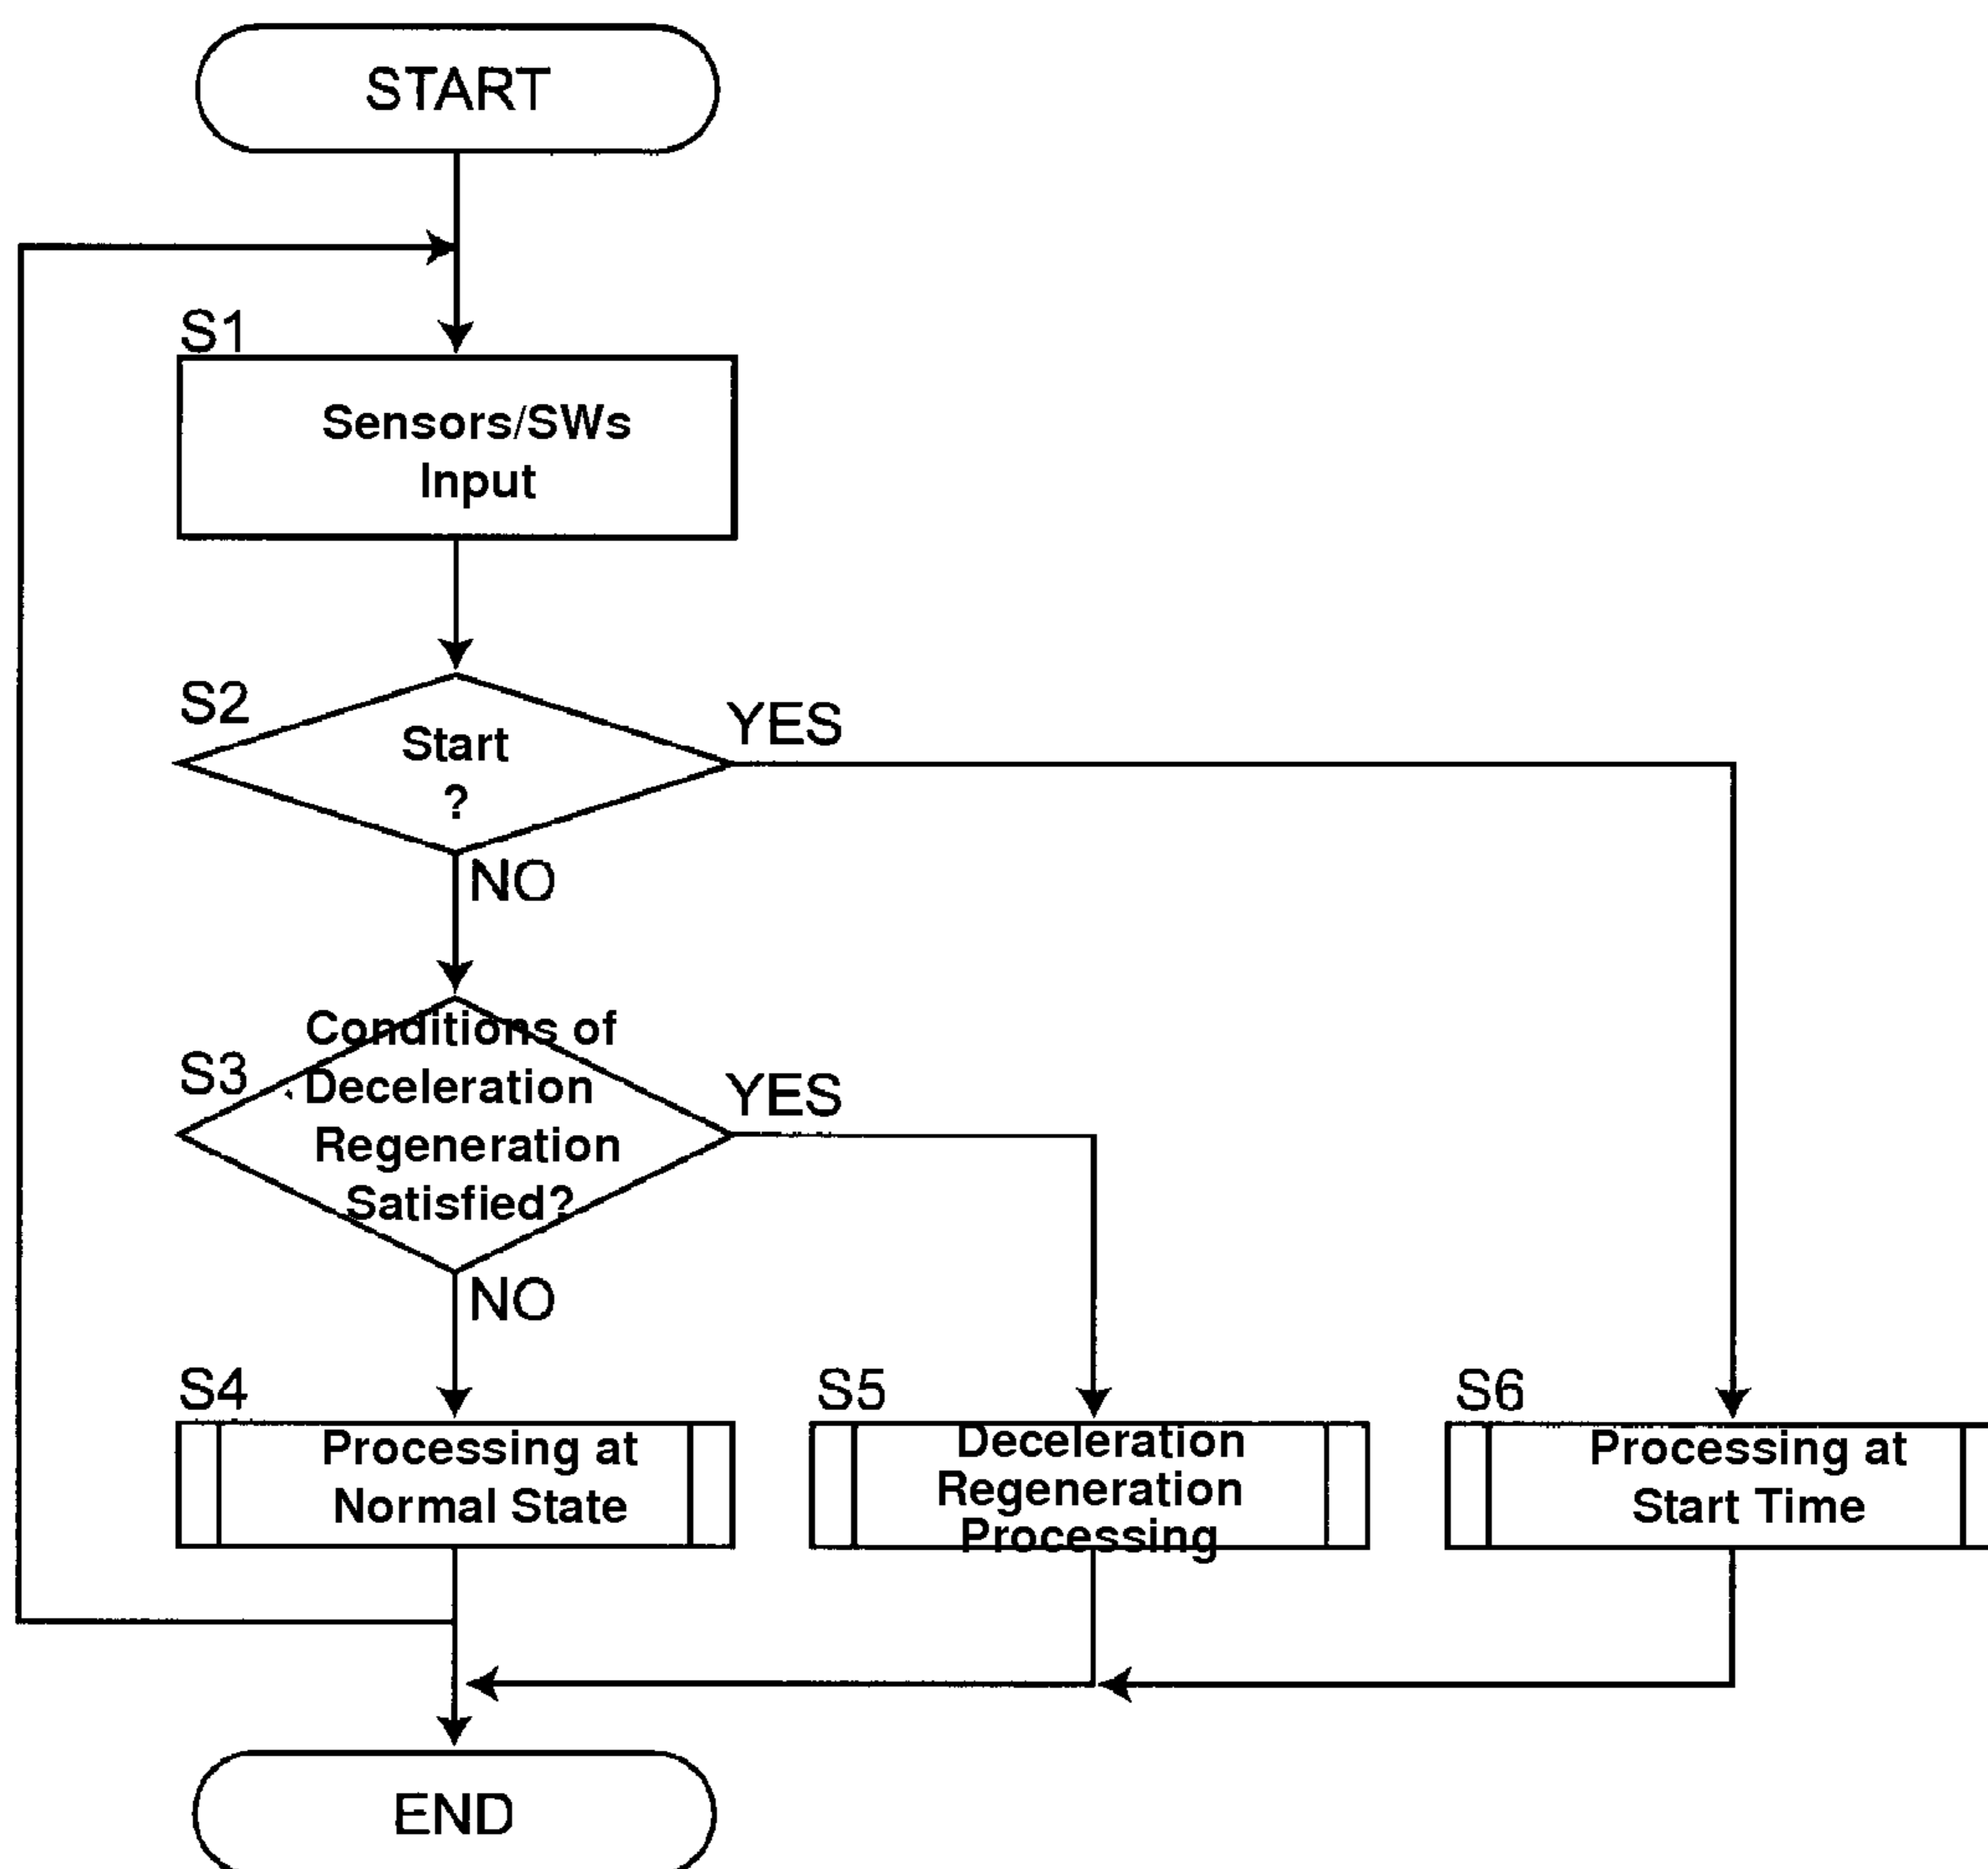 START
S1
Sensors/SWs
Input
S2
Start
?
YES
NO
S3
Conditions of
Deceleration
Regeneration
Satisfied?
YES
NO
S4
Processing at
Normal State
S5
Deceleration
Regeneration
Processing
S6
Processing at
Start Time
END